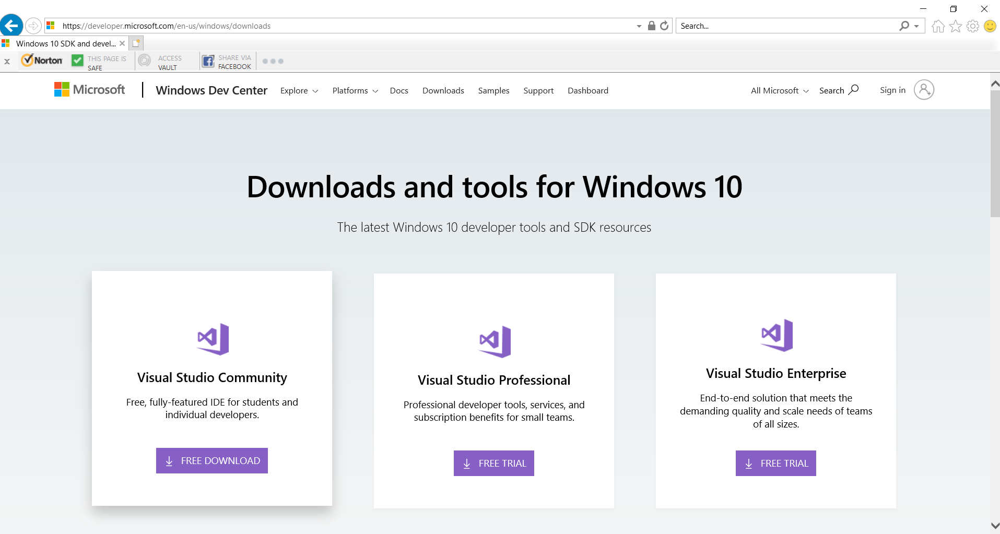 https://developer.microsoft.com/en-us/windows/downloads
Search...
Windows 10 SDK and devel...
Norton
THIS PAGE IS
SAFE
ACCESS
VAULT
SHARE VIA
FACEBOOK
Microsoft
Windows Dev Center
Explore
Platforms
Docs
Downloads
Samples
Support
Dashboard
All Microsoft
Search
Sign in
Downloads and tools for Windows 10
The latest Windows 10 developer tools and SDK resources
Visual Studio Community
Free, fully-featured IDE for students and
individual developers.
FREE DOWNLOAD
Visual Studio Professional
Professional developer tools, services, and
subscription benefits for small teams.
FREE TRIAL
Visual Studio Enterprise
End-to-end solution that meets the
demanding quality and scale needs of teams
of all sizes.
FREE TRIAL